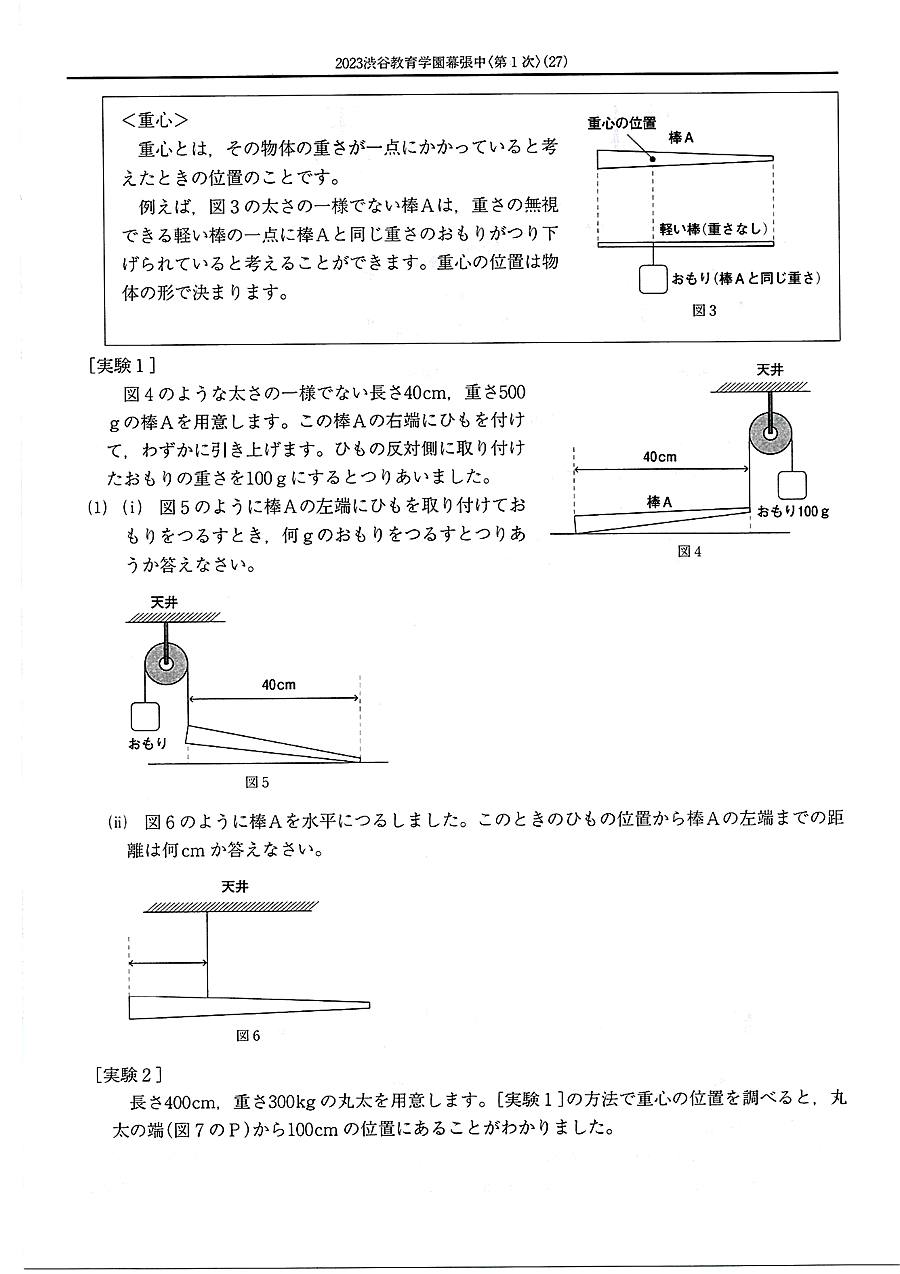 2023渋谷教育学園幕張中〈第1次〉(27)
＜重心＞
重心とは，その物体の重さが一点にかかっていると考
えたときの位置のことです。
例えば，図3の太さの一様でない棒Aは，重さの無視
できる軽い棒の一点に棒Aと同じ重さのおもりがつり下
げられていると考えることができます。重心の位置は物
体の形で決まります。
重心の位置
棒A
軽い棒(重さなし)
おもり(棒Aと同じ重さ)
図3
［実験1］
図4のような太さの一様でない長さ40cm，重さ500
gの棒Aを用意します。この棒Aの右端にひもを付け
て，わずかに引き上げます。ひもの反対側に取り付け
たおもりの重さを100gにするとつりあいました。
天井
40cm
棒A
おもり100g
図4
(1) (i) 図5のように棒Aの左端にひもを取り付けてお
もりをつるすとき，何gのおもりをつるすとつりあ
うか答えなさい。
天井
40cm
おもり
図5
(ii) 図6のように棒Aを水平につるしました。このときのひもの位置から棒Aの左端までの距
離は何cmか答えなさい。
天井
図6
［実験2］
長さ400cm，重さ300kgの丸太を用意します。［実験1］の方法で重心の位置を調べると，丸
太の端(図7のP)から100cmの位置にあることがわかりました。